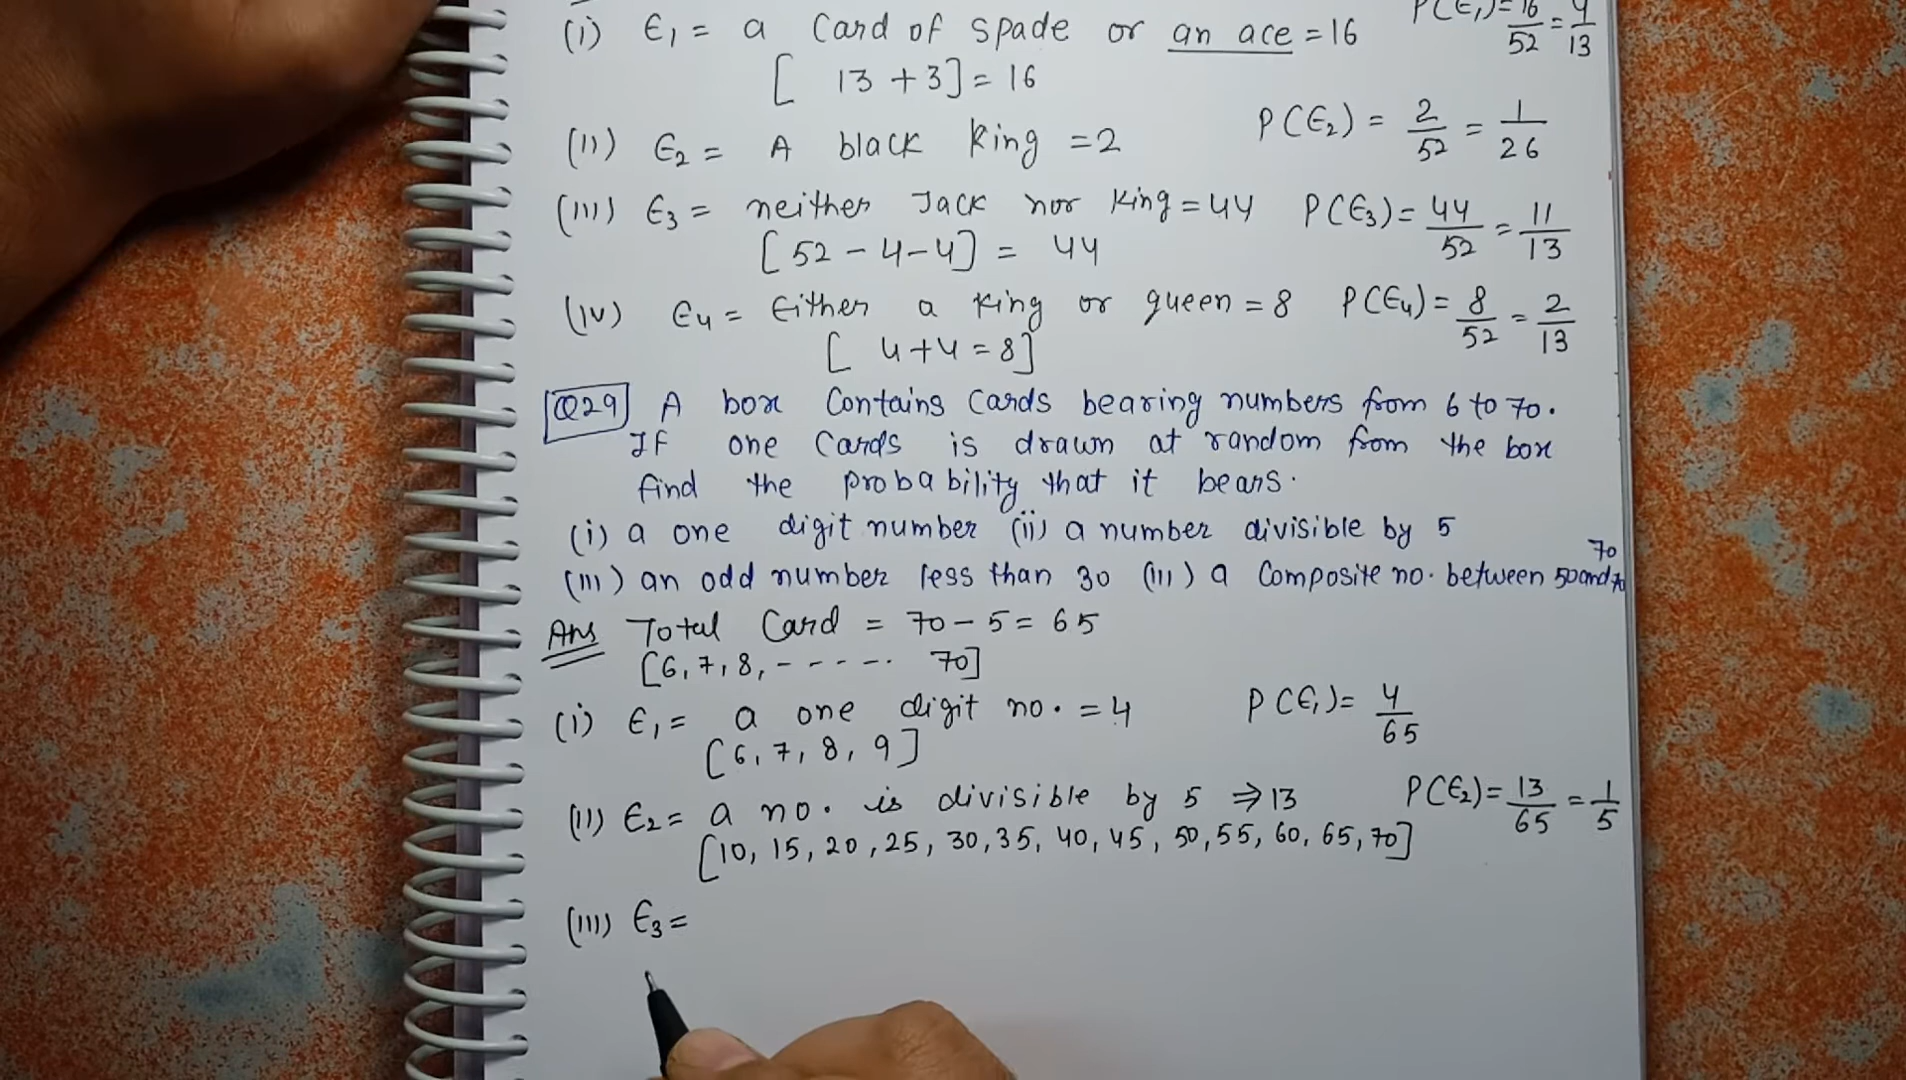 (i) E₁ = a Card of spade or an ace = 16 P(E₁) = 16/52 = 4/13
[ 13 + 3] = 16
(ii) E₂ = A black King = 2 P(E₂) = 2/52 = 1/26
(iii) E₃ = neither Jack nor King = 44 P(E₃) = 44/52 = 11/13
[52 - 4 - 4] = 44
(iv) E₄ = Either a King or queen = 8 P(E₄) = 8/52 = 2/13
[ 4+4 = 8]
Q29 A box Contains Cards bearing numbers from 6 to 70.
If one Cards is drawn at random from the box
find the probability that it bears.
(i) a one digit number (ii) a number divisible by 5
70
(iii) an odd number less than 30 (iii) a Composite no. between 50 and 70
Ans Total Card = 70 - 5 = 65
[6, 7, 8, - - - - - . 70]
(i) E₁ = a one digit no. = 4 P(E₁) = 4/65
[6, 7, 8, 9]
(ii) E₂ = a no. is divisible by 5 ⇒ 13 P(E₂) = 13/65 = 1/5
[10, 15, 20, 25, 30, 35, 40, 45, 50, 55, 60, 65, 70]
(iii) E₃ =